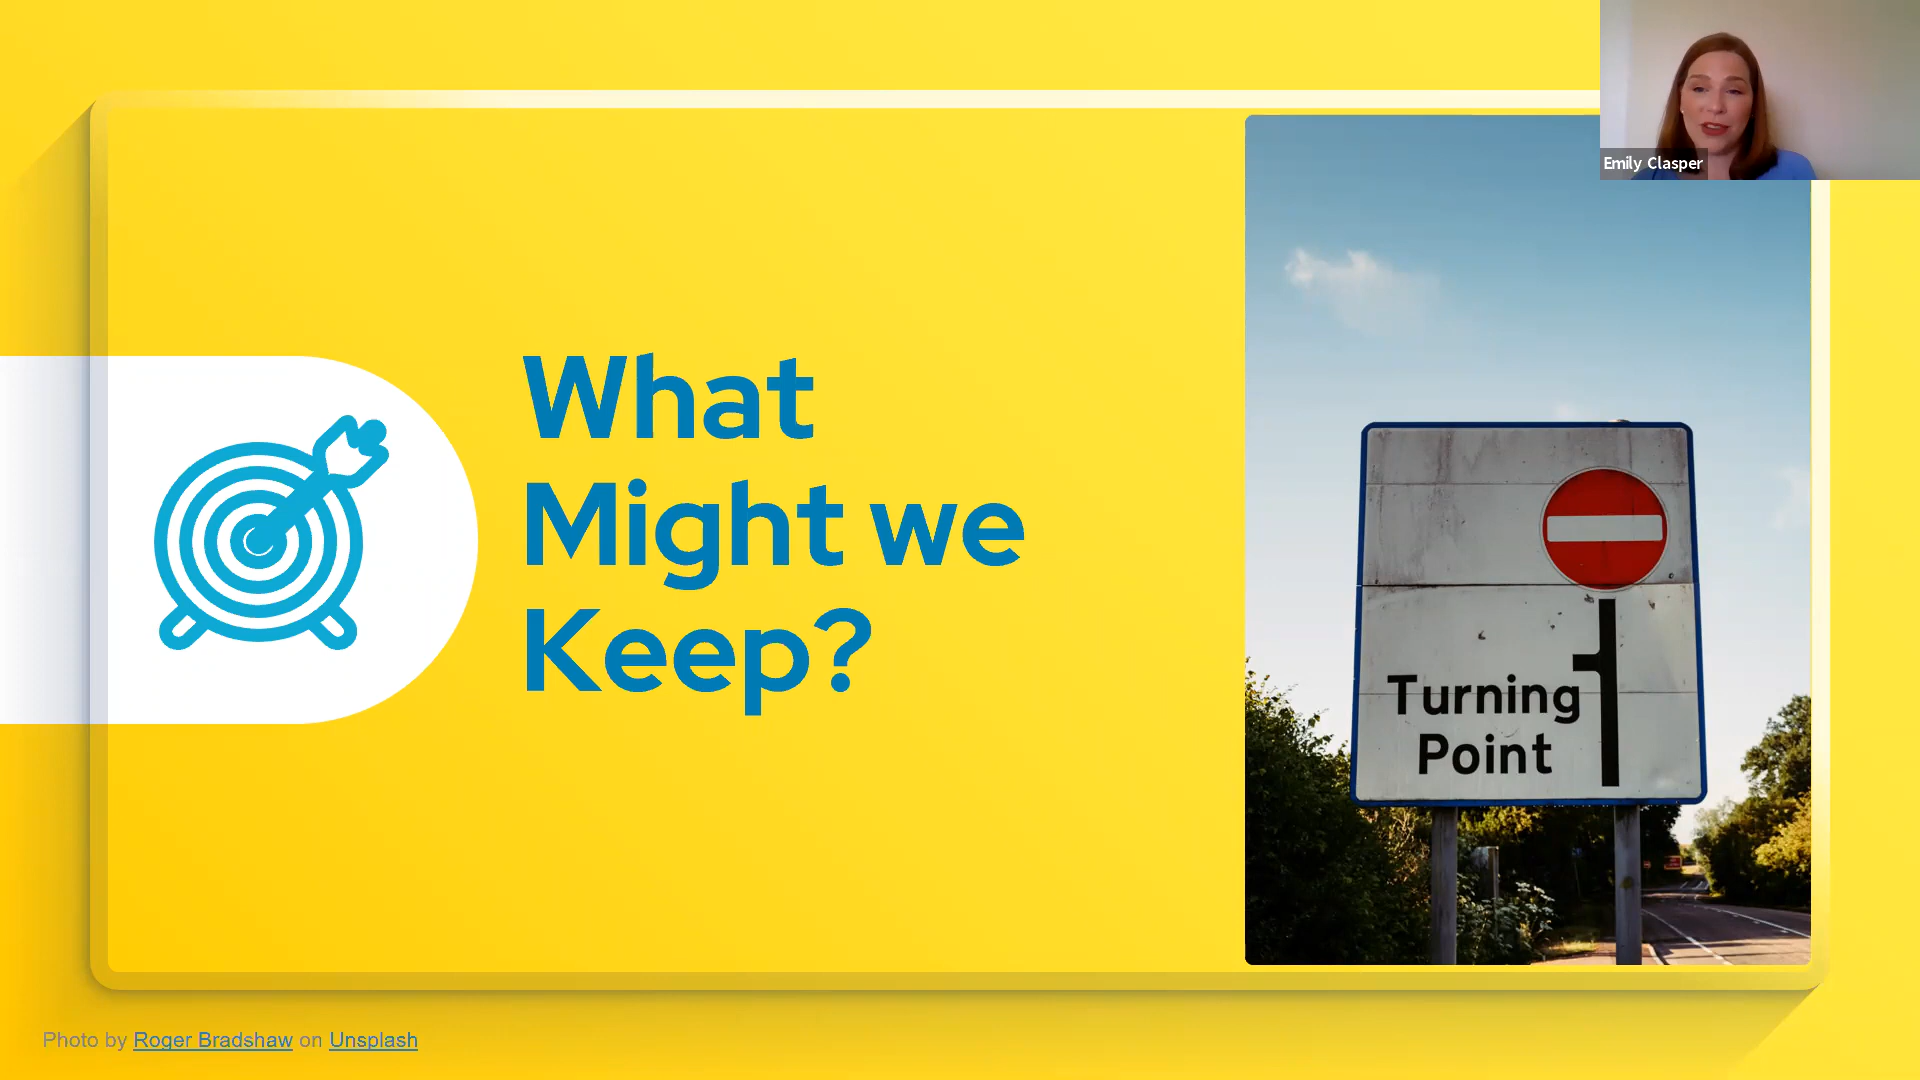 What
Might we
Keep?
Emily Clasper
Turning
Point
Photo by Roger Bradshaw on Unsplash